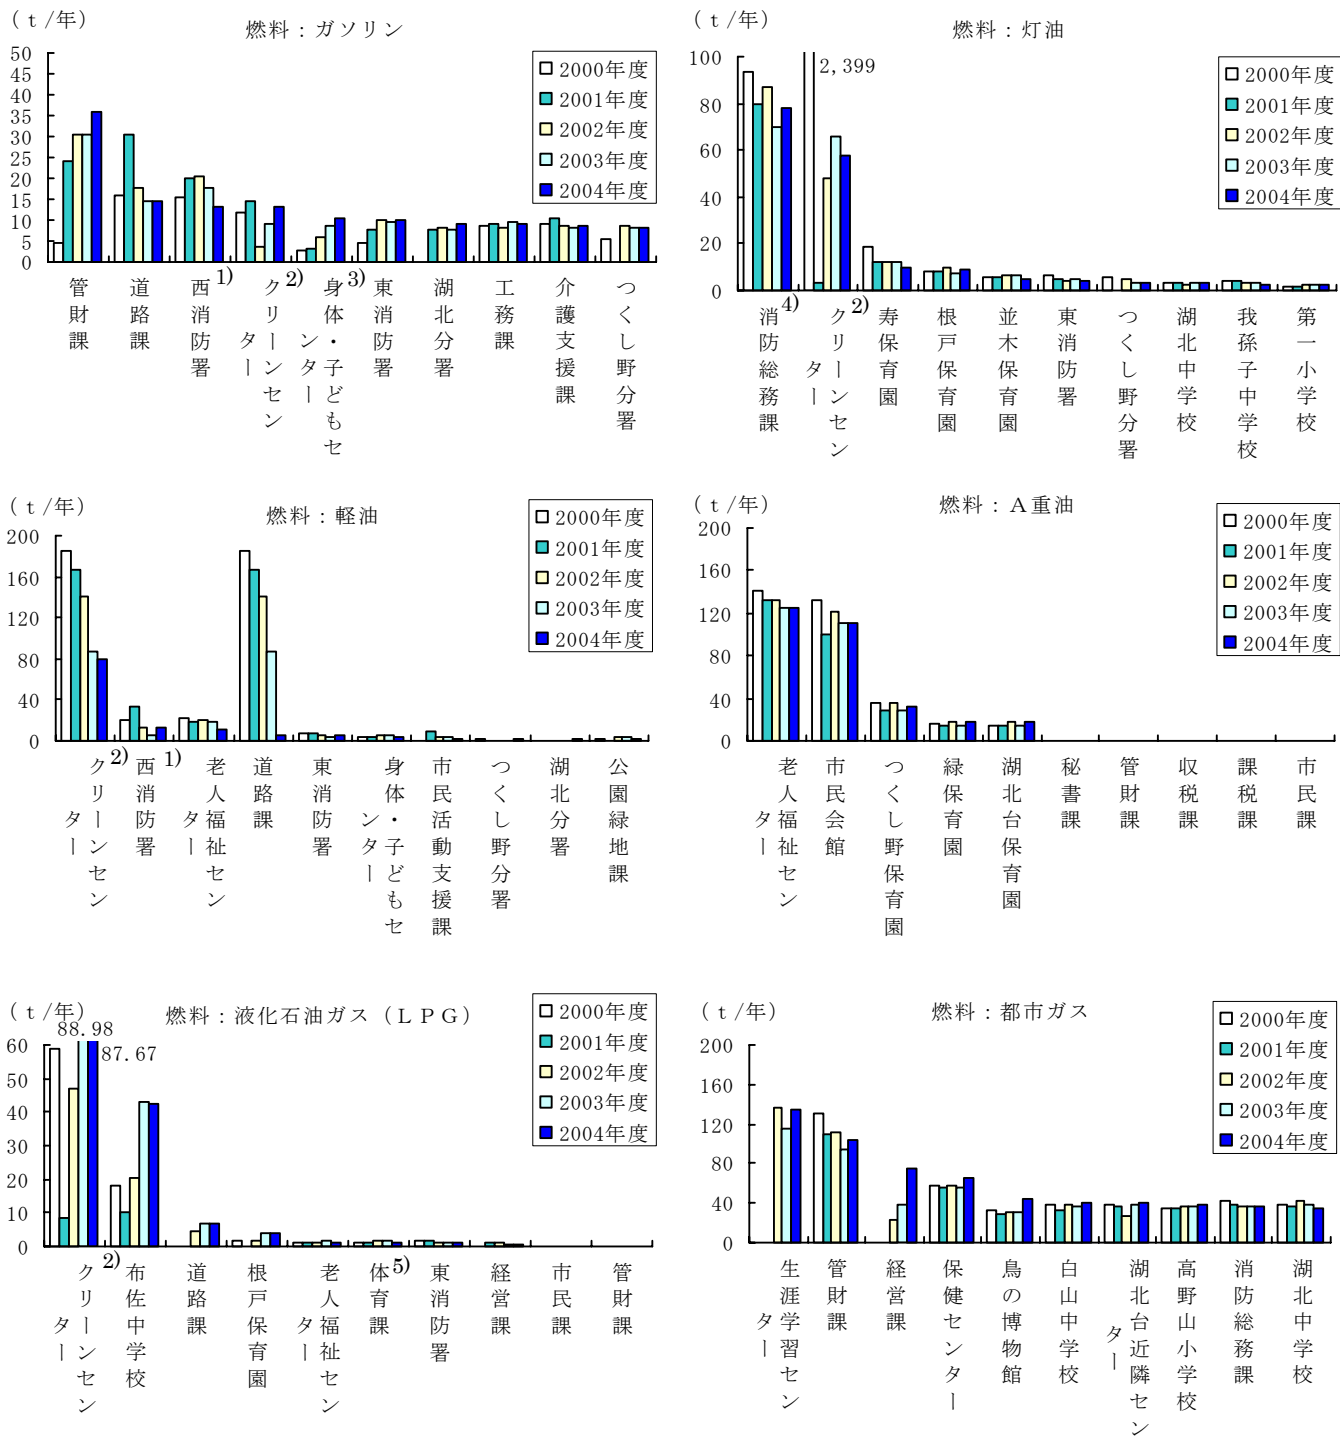 (ｔ/年)
燃料：ガソリン
50
45
40
35
30
25
20
15
10
5
0
2000年度
2001年度
2002年度
2003年度
2004年度
管財課
道路課
西消防署 1)
クリーンセンター 2)
身体・子どもセンター 3)
東消防署
湖北分署
工務課
介護支援課
つくし野分署
(ｔ/年)
燃料：灯油
100
80
60
40
20
0
2,399
2000年度
2001年度
2002年度
2003年度
2004年度
消防総務課 4)
クリーンセンター 2)
寿保育園
根戸保育園
並木保育園
東消防署
つくし野分署
湖北中学校
我孫子中学校
第一小学校
(ｔ/年)
燃料：軽油
200
160
120
80
40
0
2000年度
2001年度
2002年度
2003年度
2004年度
クリーンセンター 2)
西消防署 1)
老人福祉センター
道路課
東消防署
身体・子どもセンター
市民活動支援課
つくし野分署
湖北分署
公園緑地課
(ｔ/年)
燃料：Ａ重油
200
160
120
80
40
0
2000年度
2001年度
2002年度
2003年度
2004年度
老人福祉センター
市民会館
つくし野保育園
緑保育園
湖北台保育園
秘書課
管財課
収税課
課税課
市民課
(ｔ/年)
燃料：液化石油ガス（ＬＰＧ）
88.98
87.67
60
50
40
30
20
10
0
2000年度
2001年度
2002年度
2003年度
2004年度
クリーンセンター 2)
布佐中学校
道路課
根戸保育園
老人福祉センター
体育課 5)
東消防署
経営課
市民課
管財課
(ｔ/年)
燃料：都市ガス
200
160
120
80
40
0
2000年度
2001年度
2002年度
2003年度
2004年度
生涯学習センター
管財課
経営課
保健センター
鳥の博物館
白山中学校
湖北台近隣センター
高野山小学校
消防総務課
湖北中学校